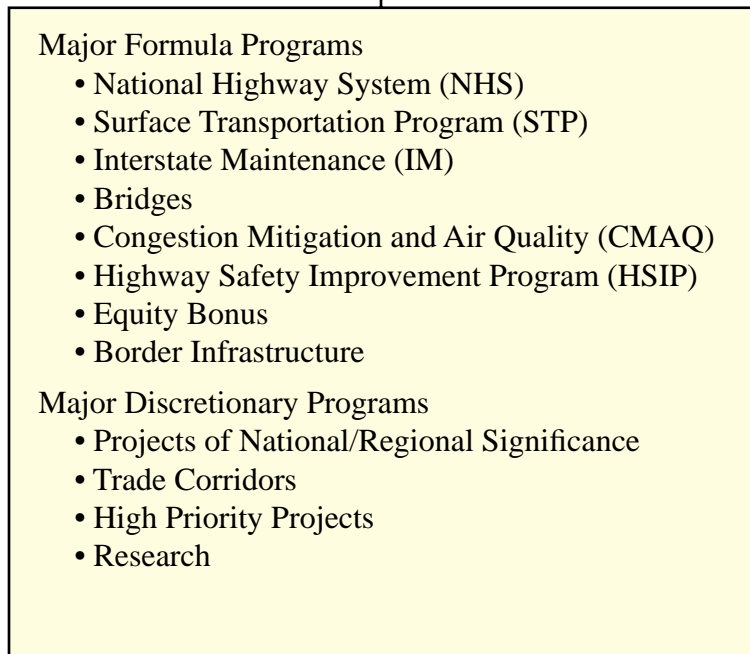 Major Formula Programs
• National Highway System (NHS)
• Surface Transportation Program (STP)
• Interstate Maintenance (IM)
• Bridges
• Congestion Mitigation and Air Quality (CMAQ)
• Highway Safety Improvement Program (HSIP)
• Equity Bonus
• Border Infrastructure
Major Discretionary Programs
• Projects of National/Regional Significance
• Trade Corridors
• High Priority Projects
• Research